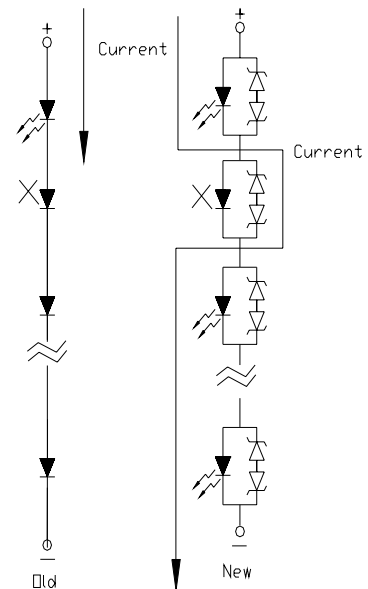 +
+
Current
Current
X
X
Old
New